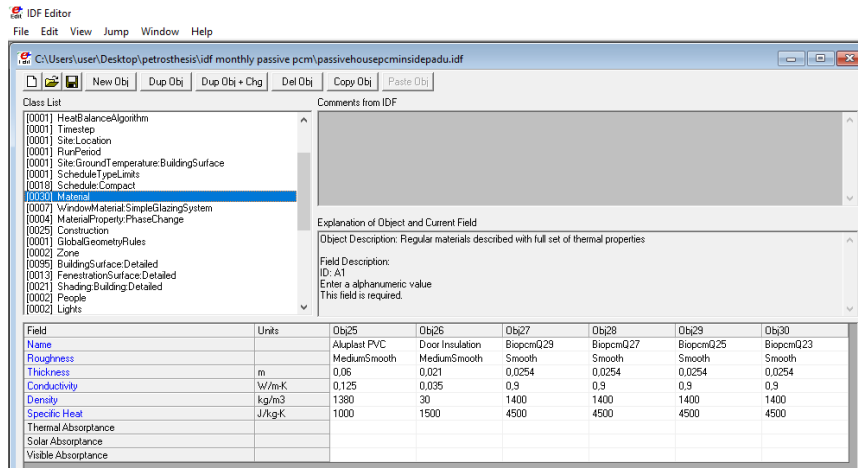 IDF Editor
File Edit View Jump Window Help
C:\Users\user\Desktop\petrosthesis\idf monthly passive pcm\passivehousepcminsidepadu.idf
New Obj Dup Obj Dup Obj + Chg Del Obj Copy Obj Paste Obj
Class List
Comments from IDF
[0001] HeatBalanceAlgorithm
[0001] Timestep
[0001] Site:Location
[0001] RunPeriod
[0001] Site:GroundTemperature:BuildingSurface
[0001] ScheduleTypeLimits
[0018] Schedule:Compact
[0030] Material
[0007] WindowMaterial:SimpleGlazingSystem
[0004] MaterialProperty:PhaseChange
[0025] Construction
[0001] GlobalGeometryRules
[0002] Zone
[0095] BuildingSurface:Detailed
[0013] FenestrationSurface:Detailed
[0021] Shading:Building:Detailed
[0002] People
[0002] Lights
Explanation of Object and Current Field
Object Description: Regular materials described with full set of thermal properties
Field Description:
ID: A1
Enter a alphanumeric value
This field is required.
Field Units Obj25 Obj26 Obj27 Obj28 Obj29 Obj30
Name Aluplast PVC Door Insulation BiopcmQ29 BiopcmQ27 BiopcmQ25 BiopcmQ23
Roughness MediumSmooth MediumSmooth Smooth Smooth Smooth Smooth
Thickness m 0,06 0,021 0,0254 0,0254 0,0254 0,0254
Conductivity W/m-K 0,125 0,035 0,9 0,9 0,9 0,9
Density kg/m3 1380 30 1400 1400 1400 1400
Specific Heat J/kg-K 1000 1500 4500 4500 4500 4500
Thermal Absorptance
Solar Absorptance
Visible Absorptance